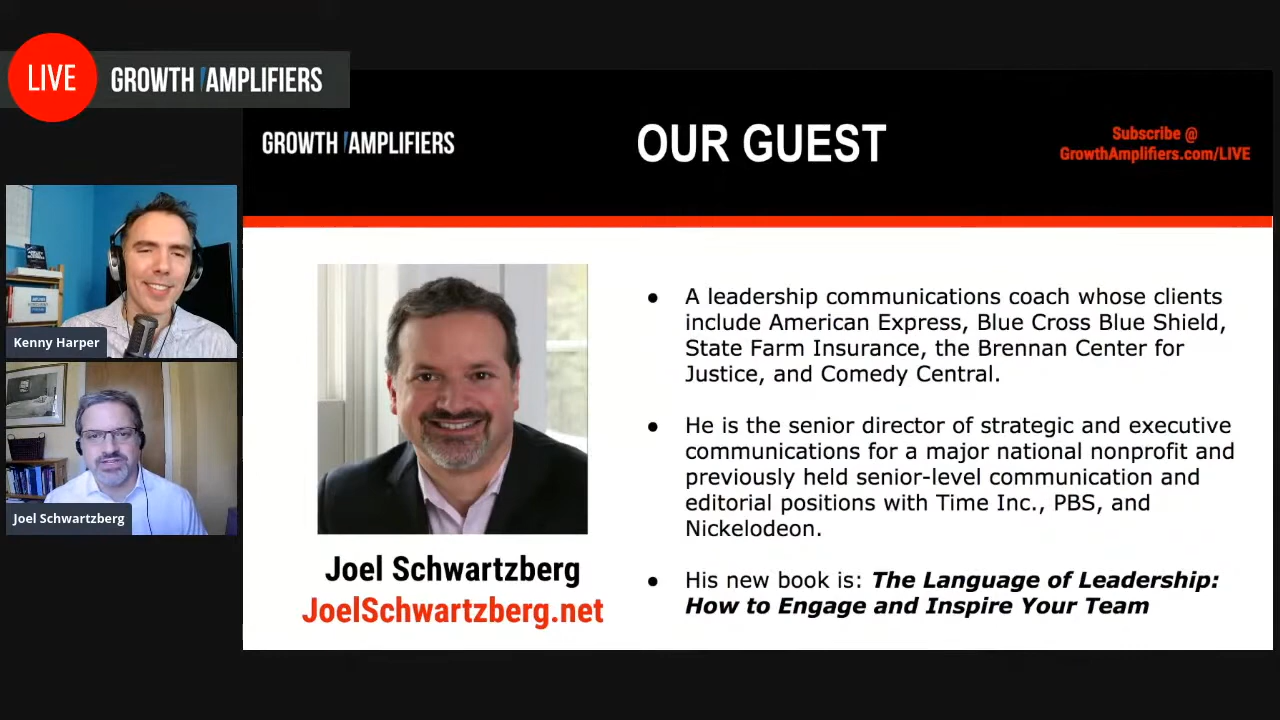 LIVE
GROWTH AMPLIFIERS
GROWTH AMPLIFIERS
OUR GUEST
Subscribe @
GrowthAmplifiers.com/LIVE
Kenny Harper
Joel Schwartzberg
Joel Schwartzberg
JoelSchwartzberg.net
● A leadership communications coach whose clients
include American Express, Blue Cross Blue Shield,
State Farm Insurance, the Brennan Center for
Justice, and Comedy Central.
● He is the senior director of strategic and executive
communications for a major national nonprofit and
previously held senior-level communication and
editorial positions with Time Inc., PBS, and
Nickelodeon.
● His new book is: The Language of Leadership:
How to Engage and Inspire Your Team